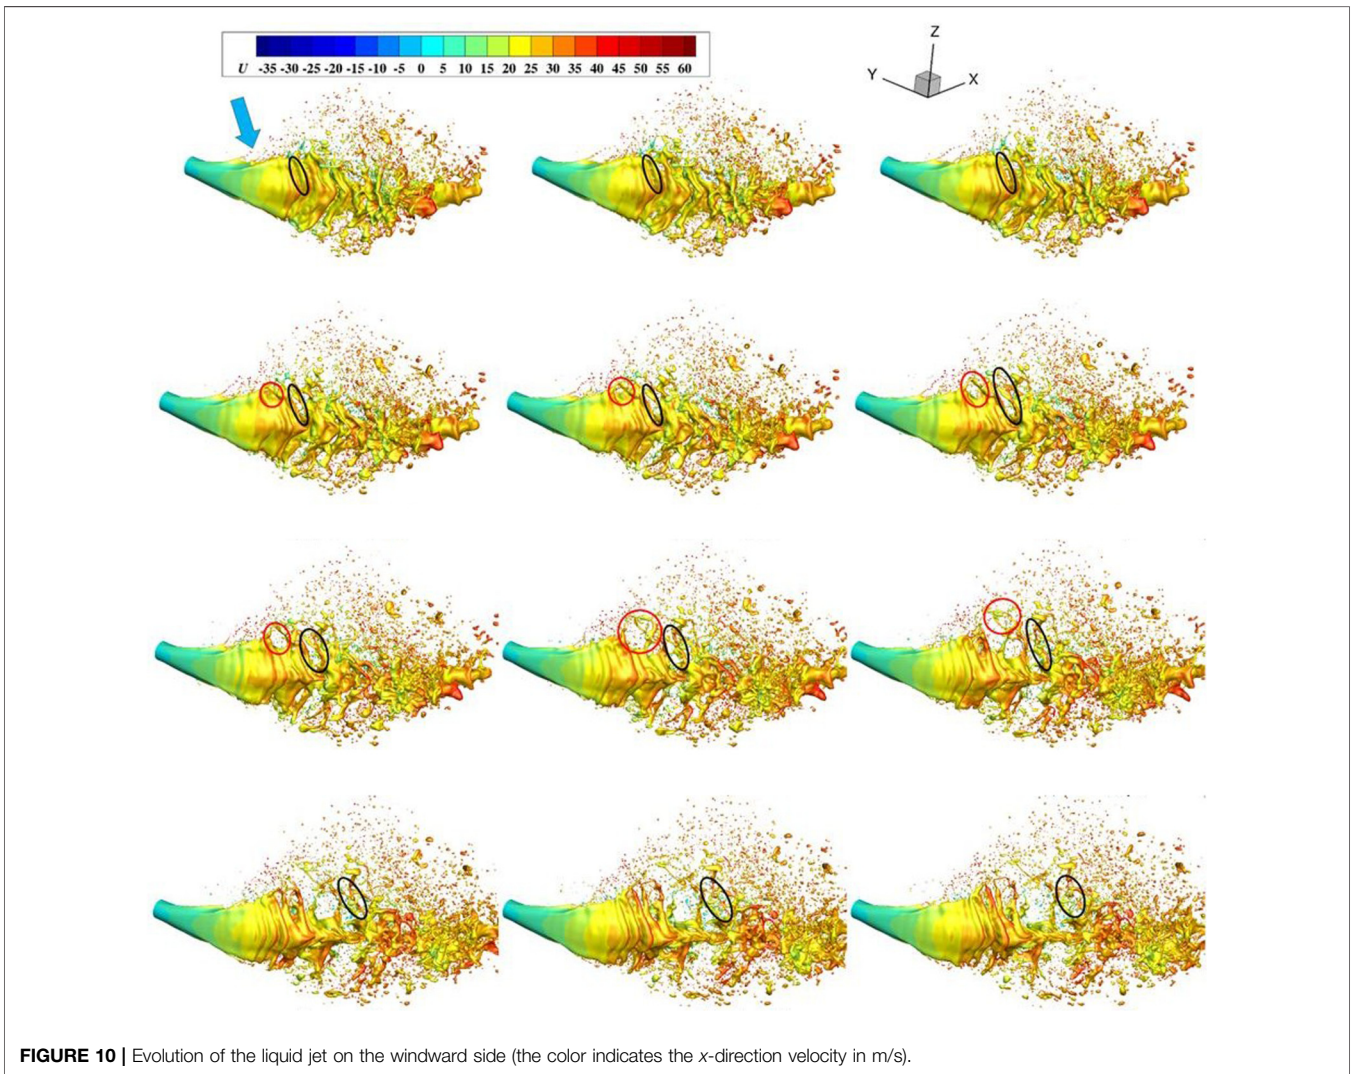 U -35 -30 -25 -20 -15 -10 -5 0 5 10 15 20 25 30 35 40 45 50 55 60
Z
Y
X
FIGURE 10 | Evolution of the liquid jet on the windward side (the color indicates the x-direction velocity in m/s).